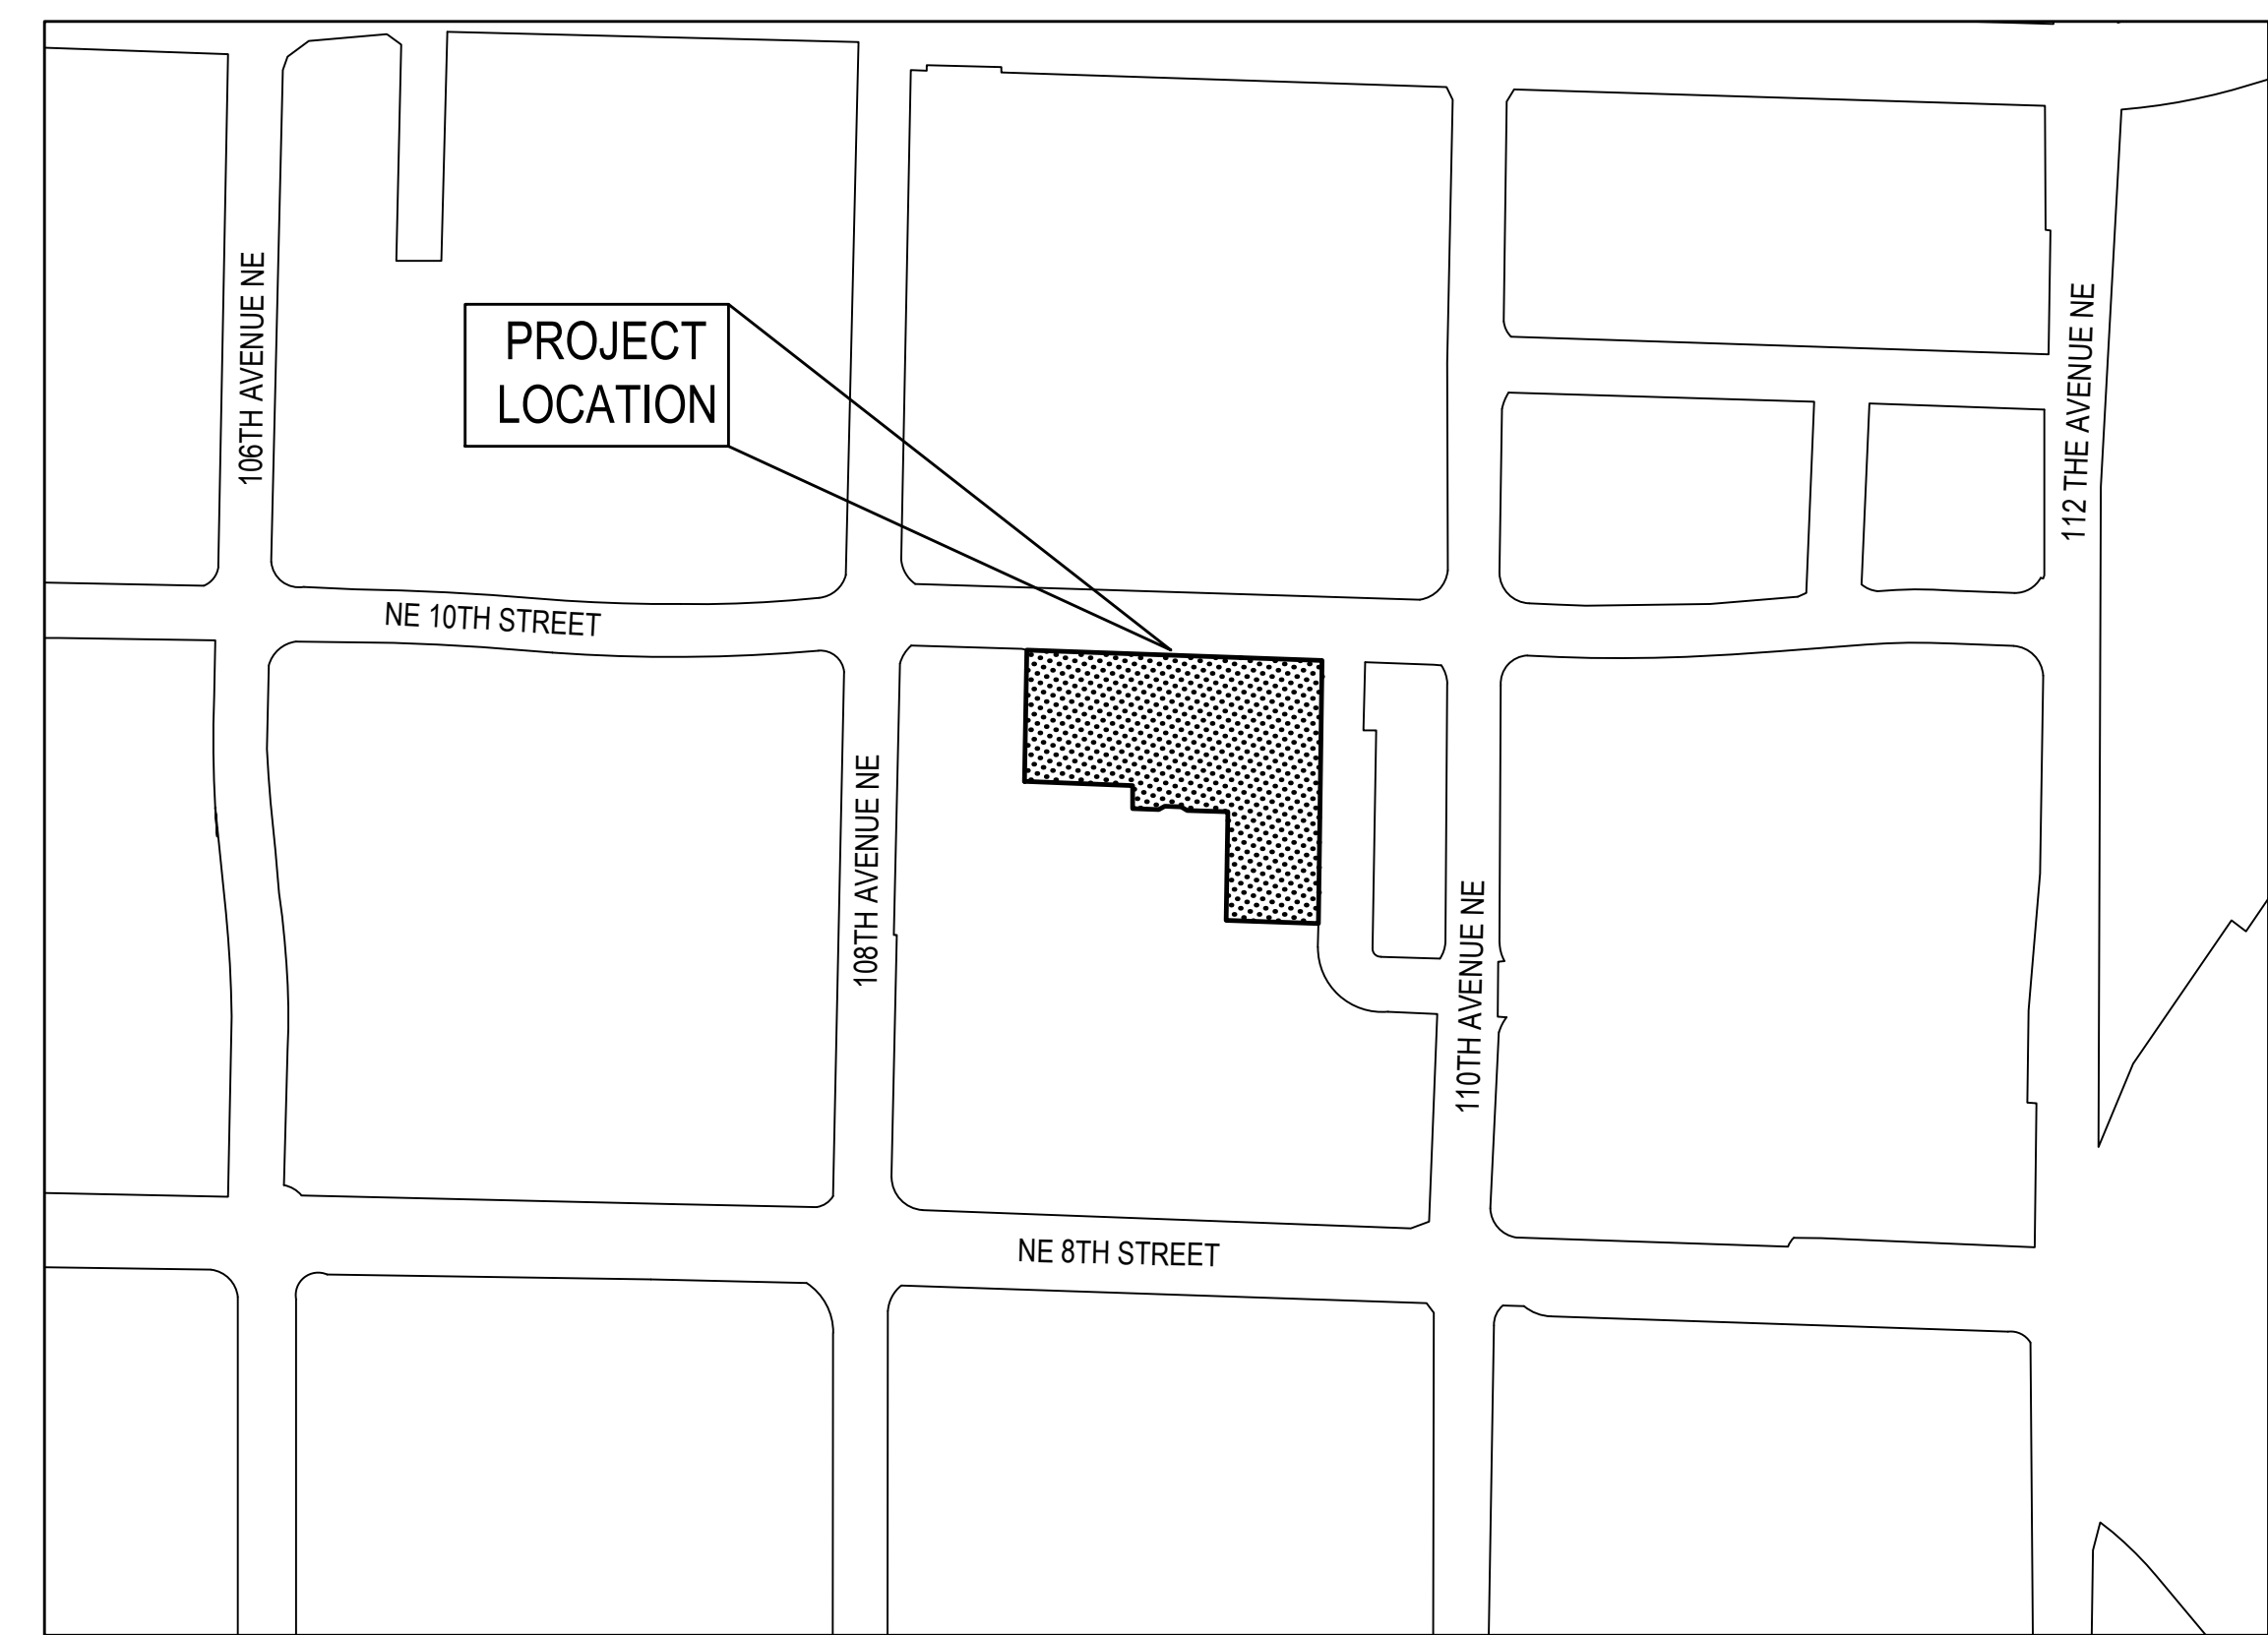 106TH AVENUE NE
PROJECT
LOCATION
112 THE AVENUE NE
NE 10TH STREET
108TH AVENUE NE
110TH AVENUE NE
NE 8TH STREET